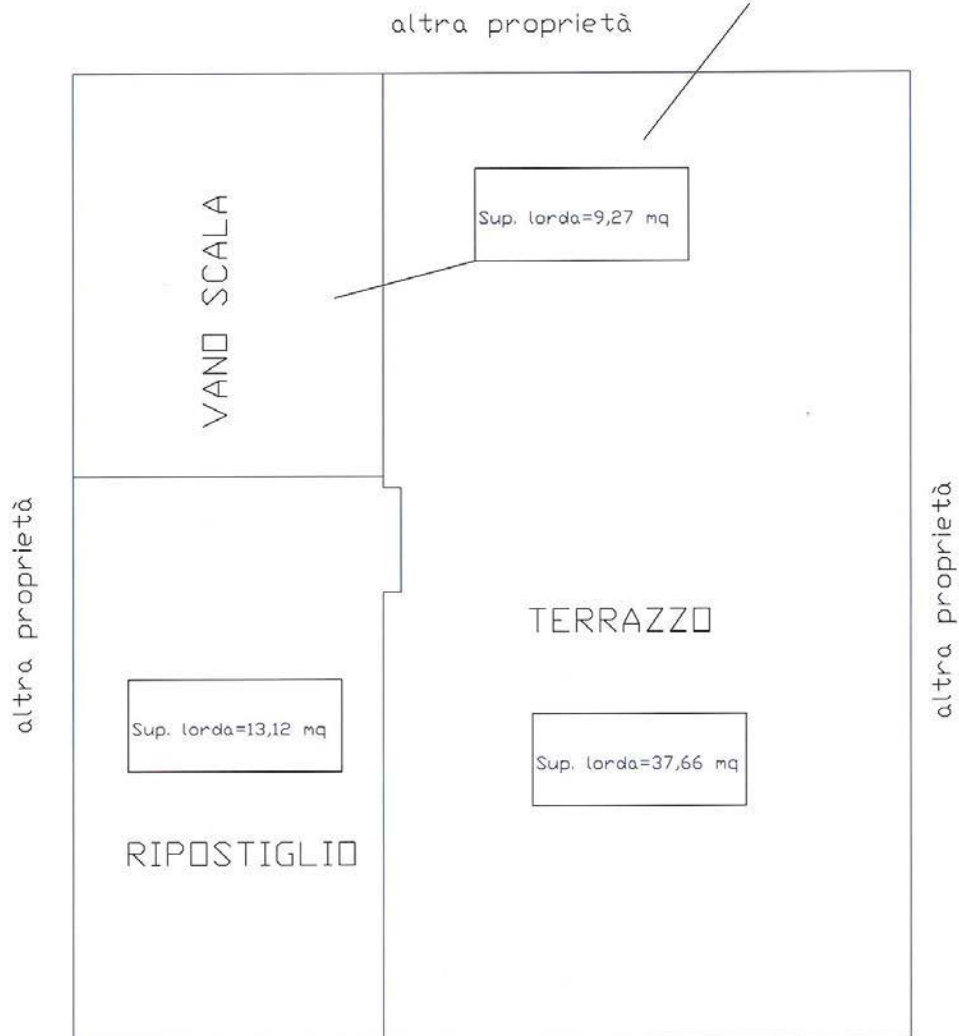 altra proprietà
Sup. lorda=9,27 mq
VANO SCALA
altra proprietà
altra proprietà
TERRAZZO
Sup. lorda=13,12 mq
Sup. lorda=37,66 mq
RIPOSTIGLIO